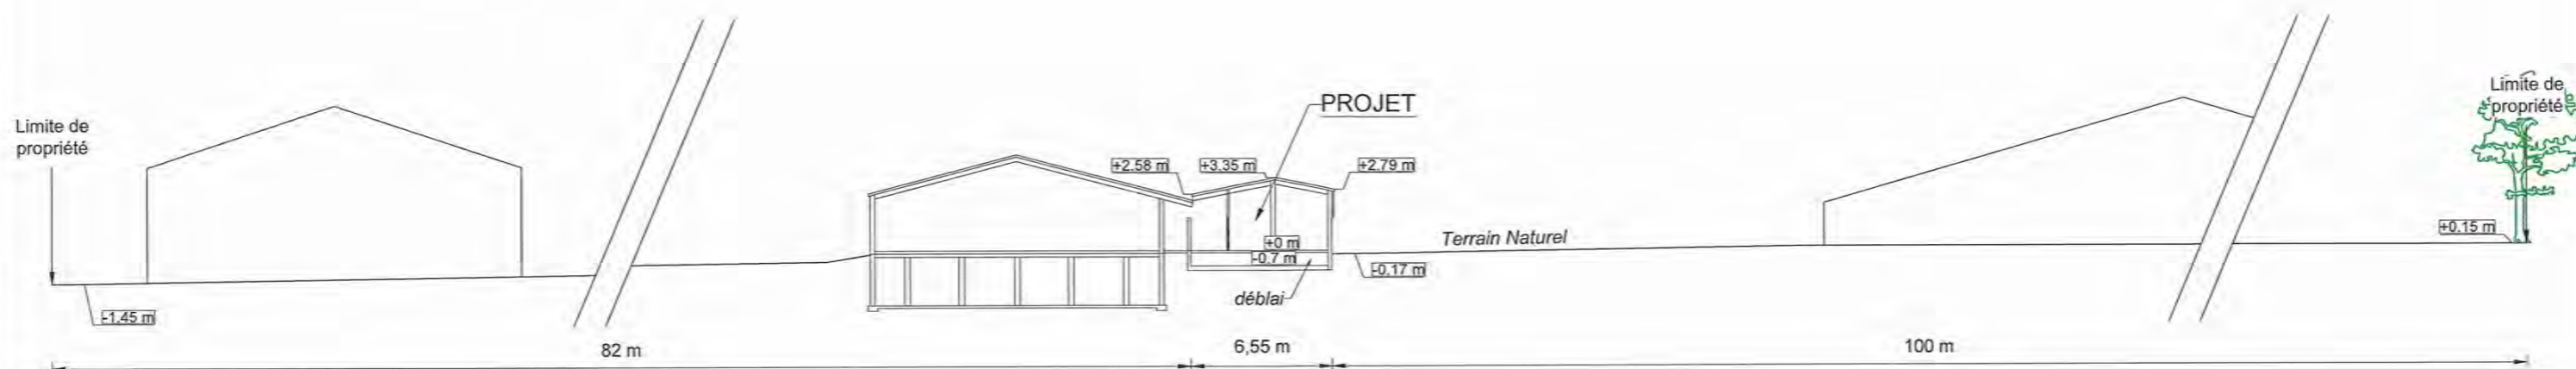 Limite de
propriété
-1,45 m
82 m
+2.58 m
+3.35 m
PROJET
+2.79 m
+0 m
-0.7 m
déblai
-0.17 m
6,55 m
Terrain Naturel
Limite de
propriété
+0.15 m
100 m